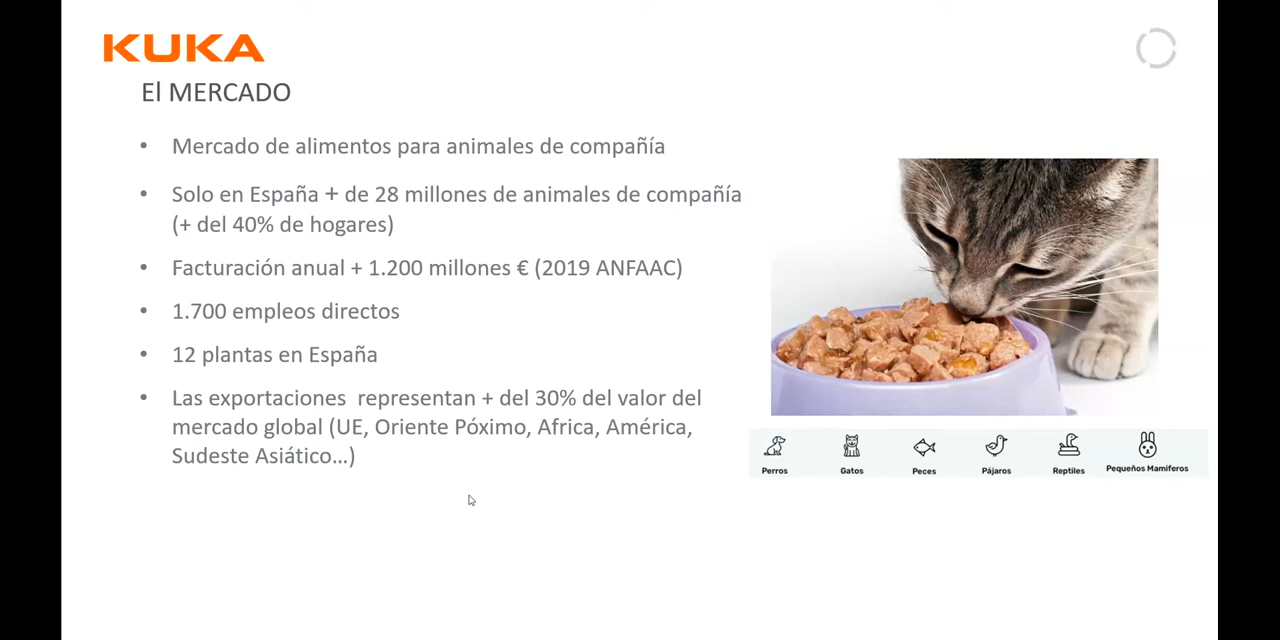 KUKA
El MERCADO
• Mercado de alimentos para animales de compañía
• Solo en España + de 28 millones de animales de compañía
(+ del 40% de hogares)
• Facturación anual + 1.200 millones € (2019 ANFAAC)
• 1.700 empleos directos
• 12 plantas en España
• Las exportaciones  representan + del 30% del valor del
mercado global (UE, Oriente Póximo, Africa, América,
Sudeste Asiático...)
Perros Gatos Peces Pájaros Reptiles Pequeños Mamiferos